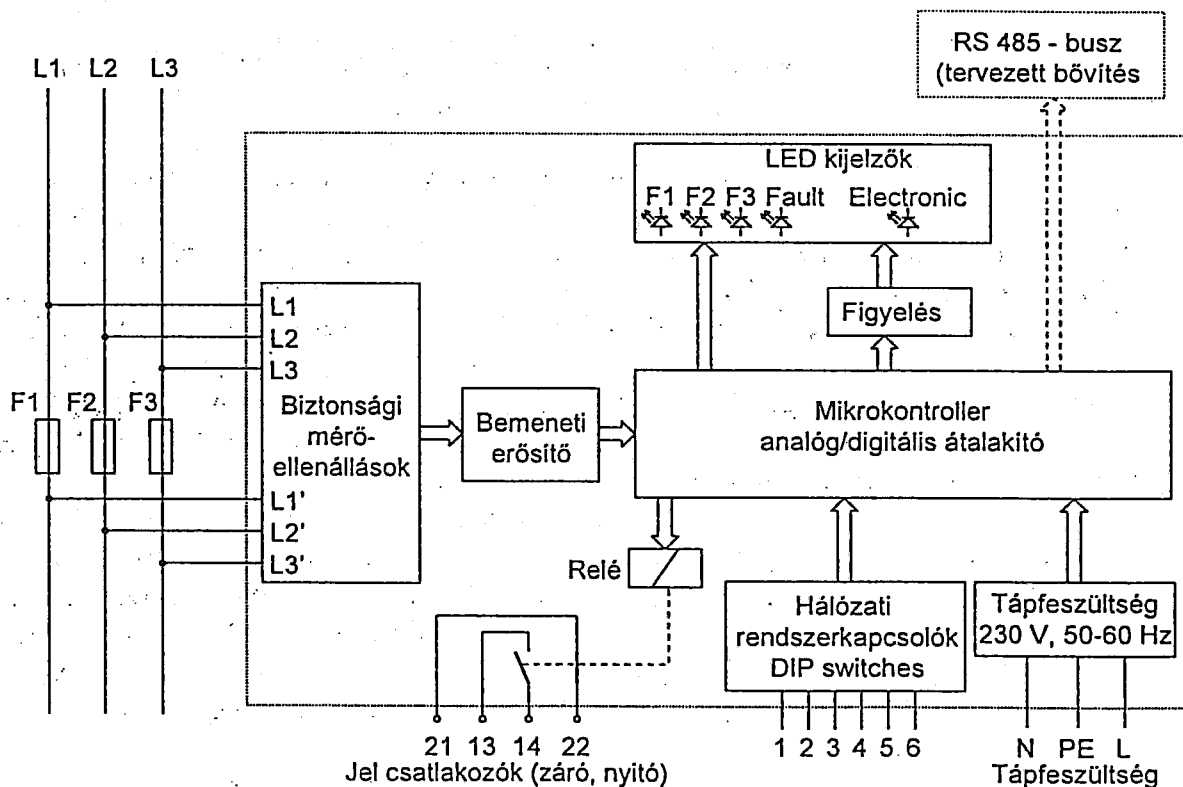 RS 485 - busz
(tervezett bővítés
L1 L2 L3
LED kijelzők
F1 F2 F3 Fault Electronic
L1
L2
L3
Figyelés
F1 F2 F3
Biztonsági
mérő-
ellenállások
Bemeneti
erősítő
Mikrokontroller
analóg/digitális átalakító
L1'
L2'
L3'
Relé
Hálózati
rendszerkapcsolók
DIP switches
Tápfeszültség
230 V, 50-60 Hz
21 13 14 22
Jel csatlakozók (záró, nyitó)
1 2 3 4 5 6
N PE L
Tápfeszültség